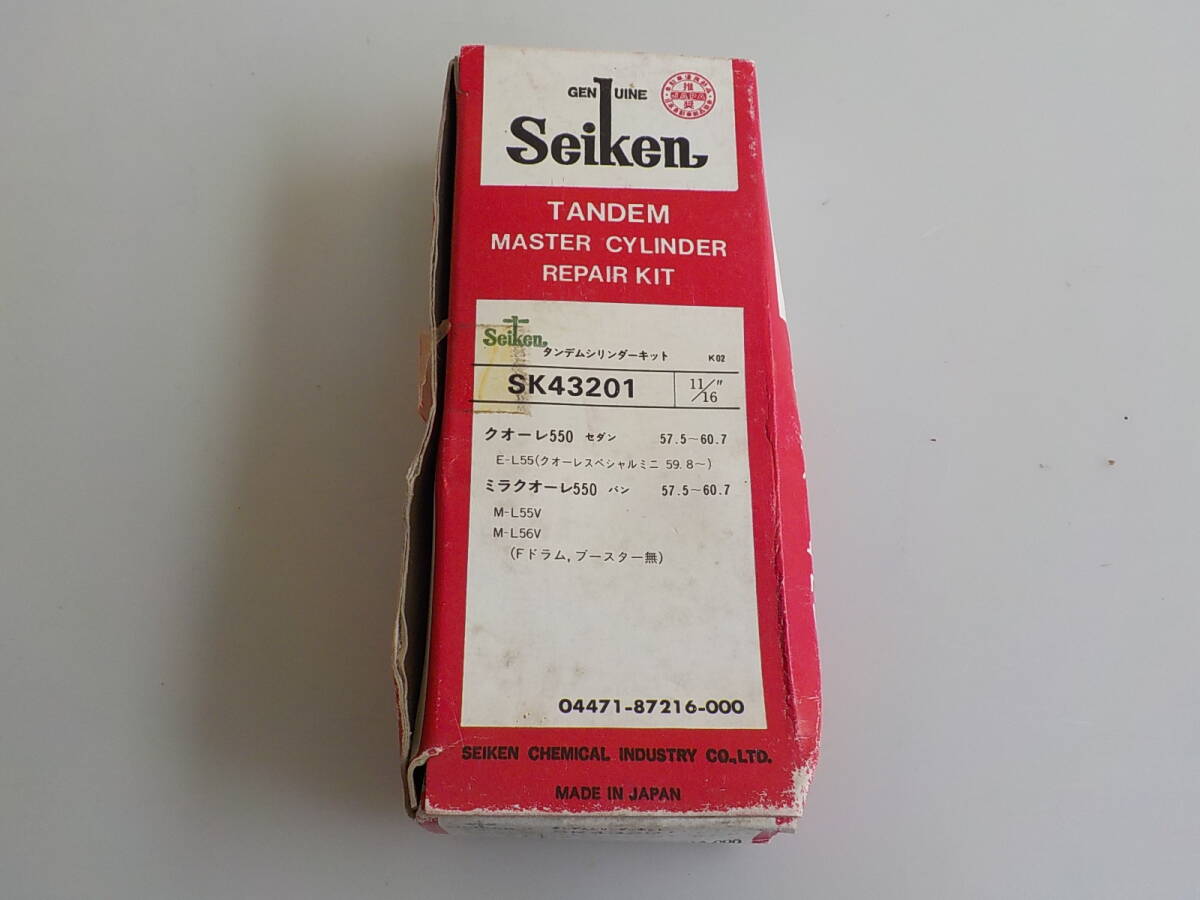 GENUINE
Seiken
推
奨
TANDEM
MASTER CYLINDER
REPAIR KIT
Seiken
タンデムシリンダーキット K02
SK43201 11/16"
クオーレ550 セダン 57.5~60.7
E-L55(クオーレスペシャルミニ 59.8~)
ミラクオーレ550 バン 57.5~60.7
M-L55V
M-L56V
(Fドラム,ブースター無)
04471-87216-000
SEIKEN CHEMICAL INDUSTRY CO.,LTD.
MADE IN JAPAN